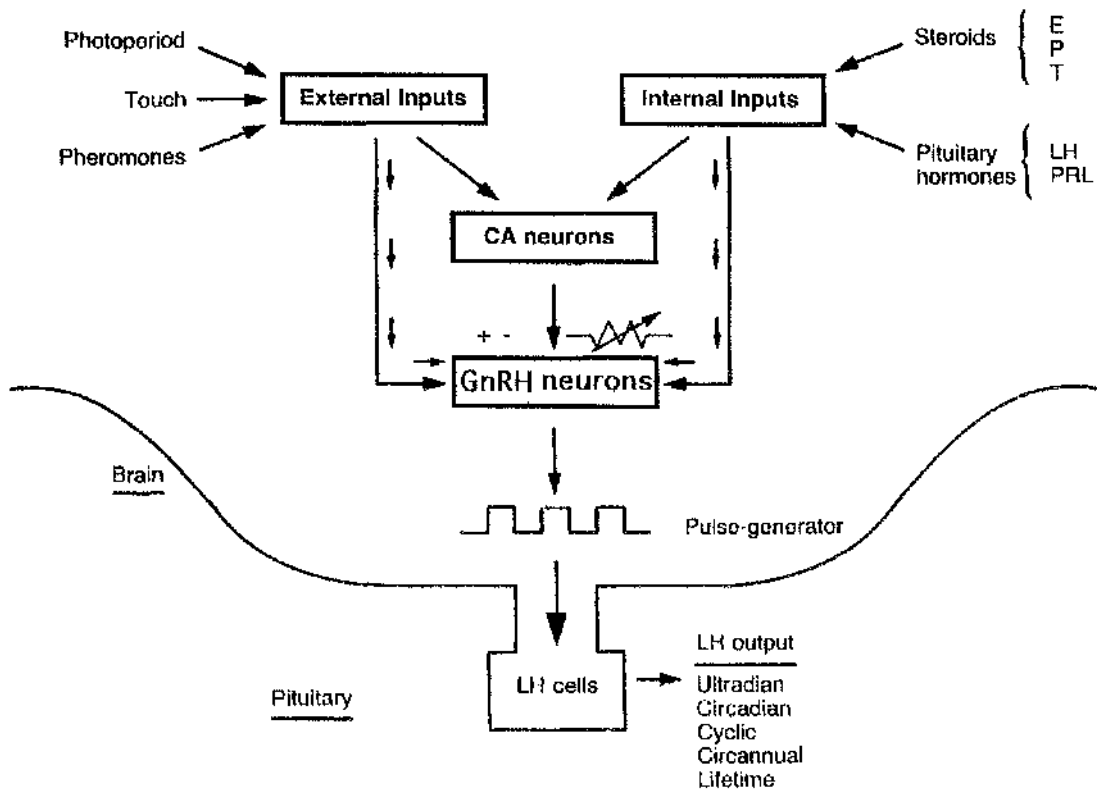 Photoperiod
Touch
Pheromones
External Inputs
Internal Inputs
Steroids
E
P
T
Pituitary
hormones
LH
PRL
CA neurons
+ -
GnRH neurons
Brain
Pulse-generator
LH cells
Pituitary
LH output
Ultradian
Circadian
Cyclic
Circannual
Lifetime